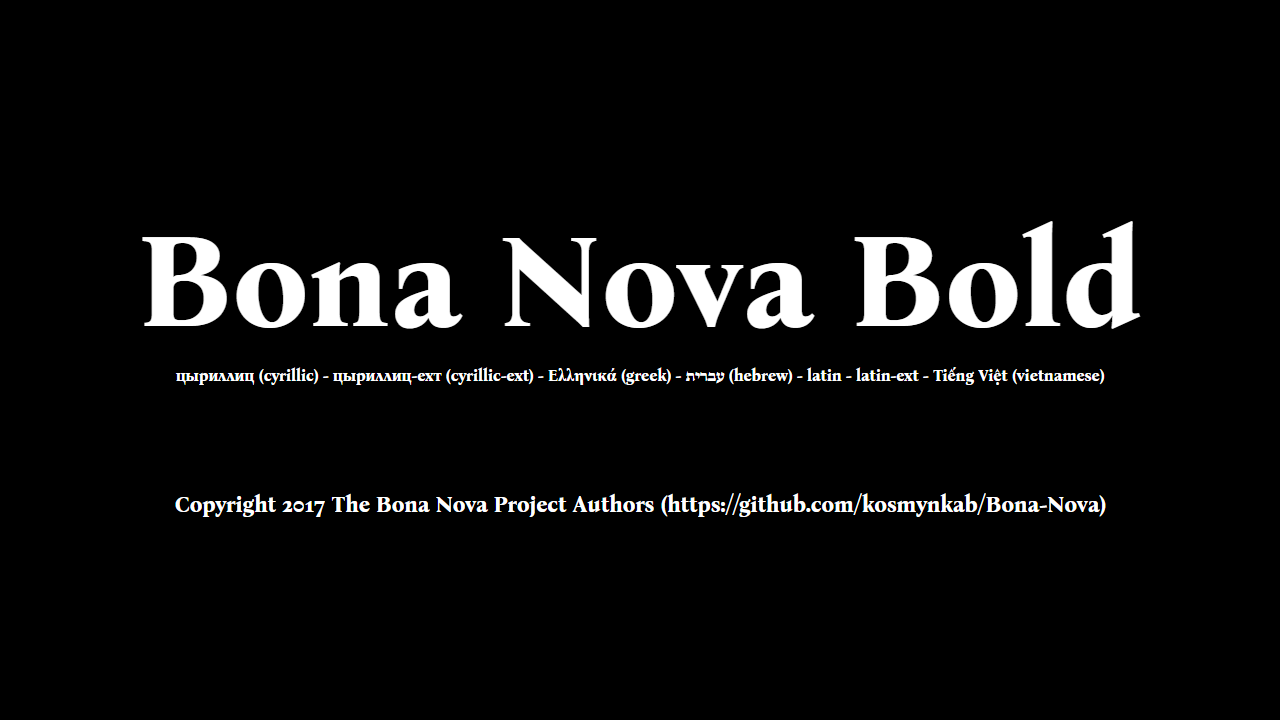 Bona Nova Bold
цыриллиц (cyrillic) - цыриллиц-ехт (cyrillic-ext) - Ελληνικά (greek) - עברית (hebrew) - latin - latin-ext - Tiếng Việt (vietnamese)
Copyright 2017 The Bona Nova Project Authors (https://github.com/kosmynkab/Bona-Nova)